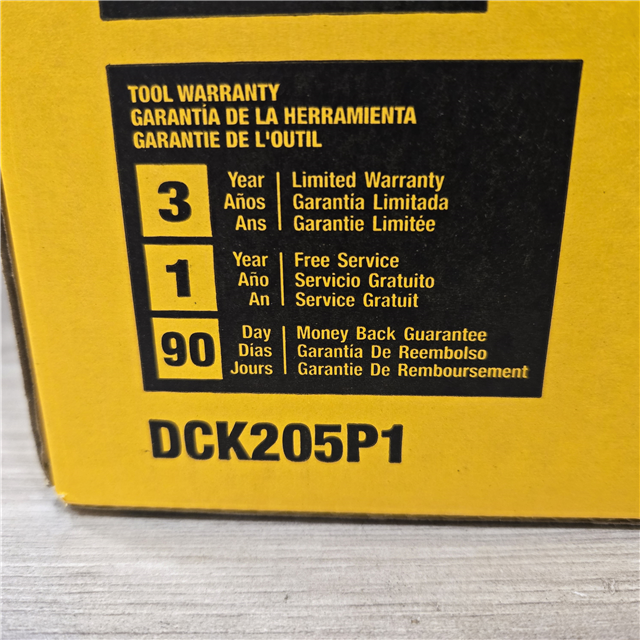 TOOL WARRANTY
GARANTÍA DE LA HERRAMIENTA
GARANTIE DE L'OUTIL
3 Year Limited Warranty
Años Garantía Limitada
Ans Garantie Limitée
1 Year Free Service
Año Servicio Gratuito
An Service Gratuit
90 Day Money Back Guarantee
Días Garantía De Reembolso
Jours Garantie De Remboursement
DCK205P1